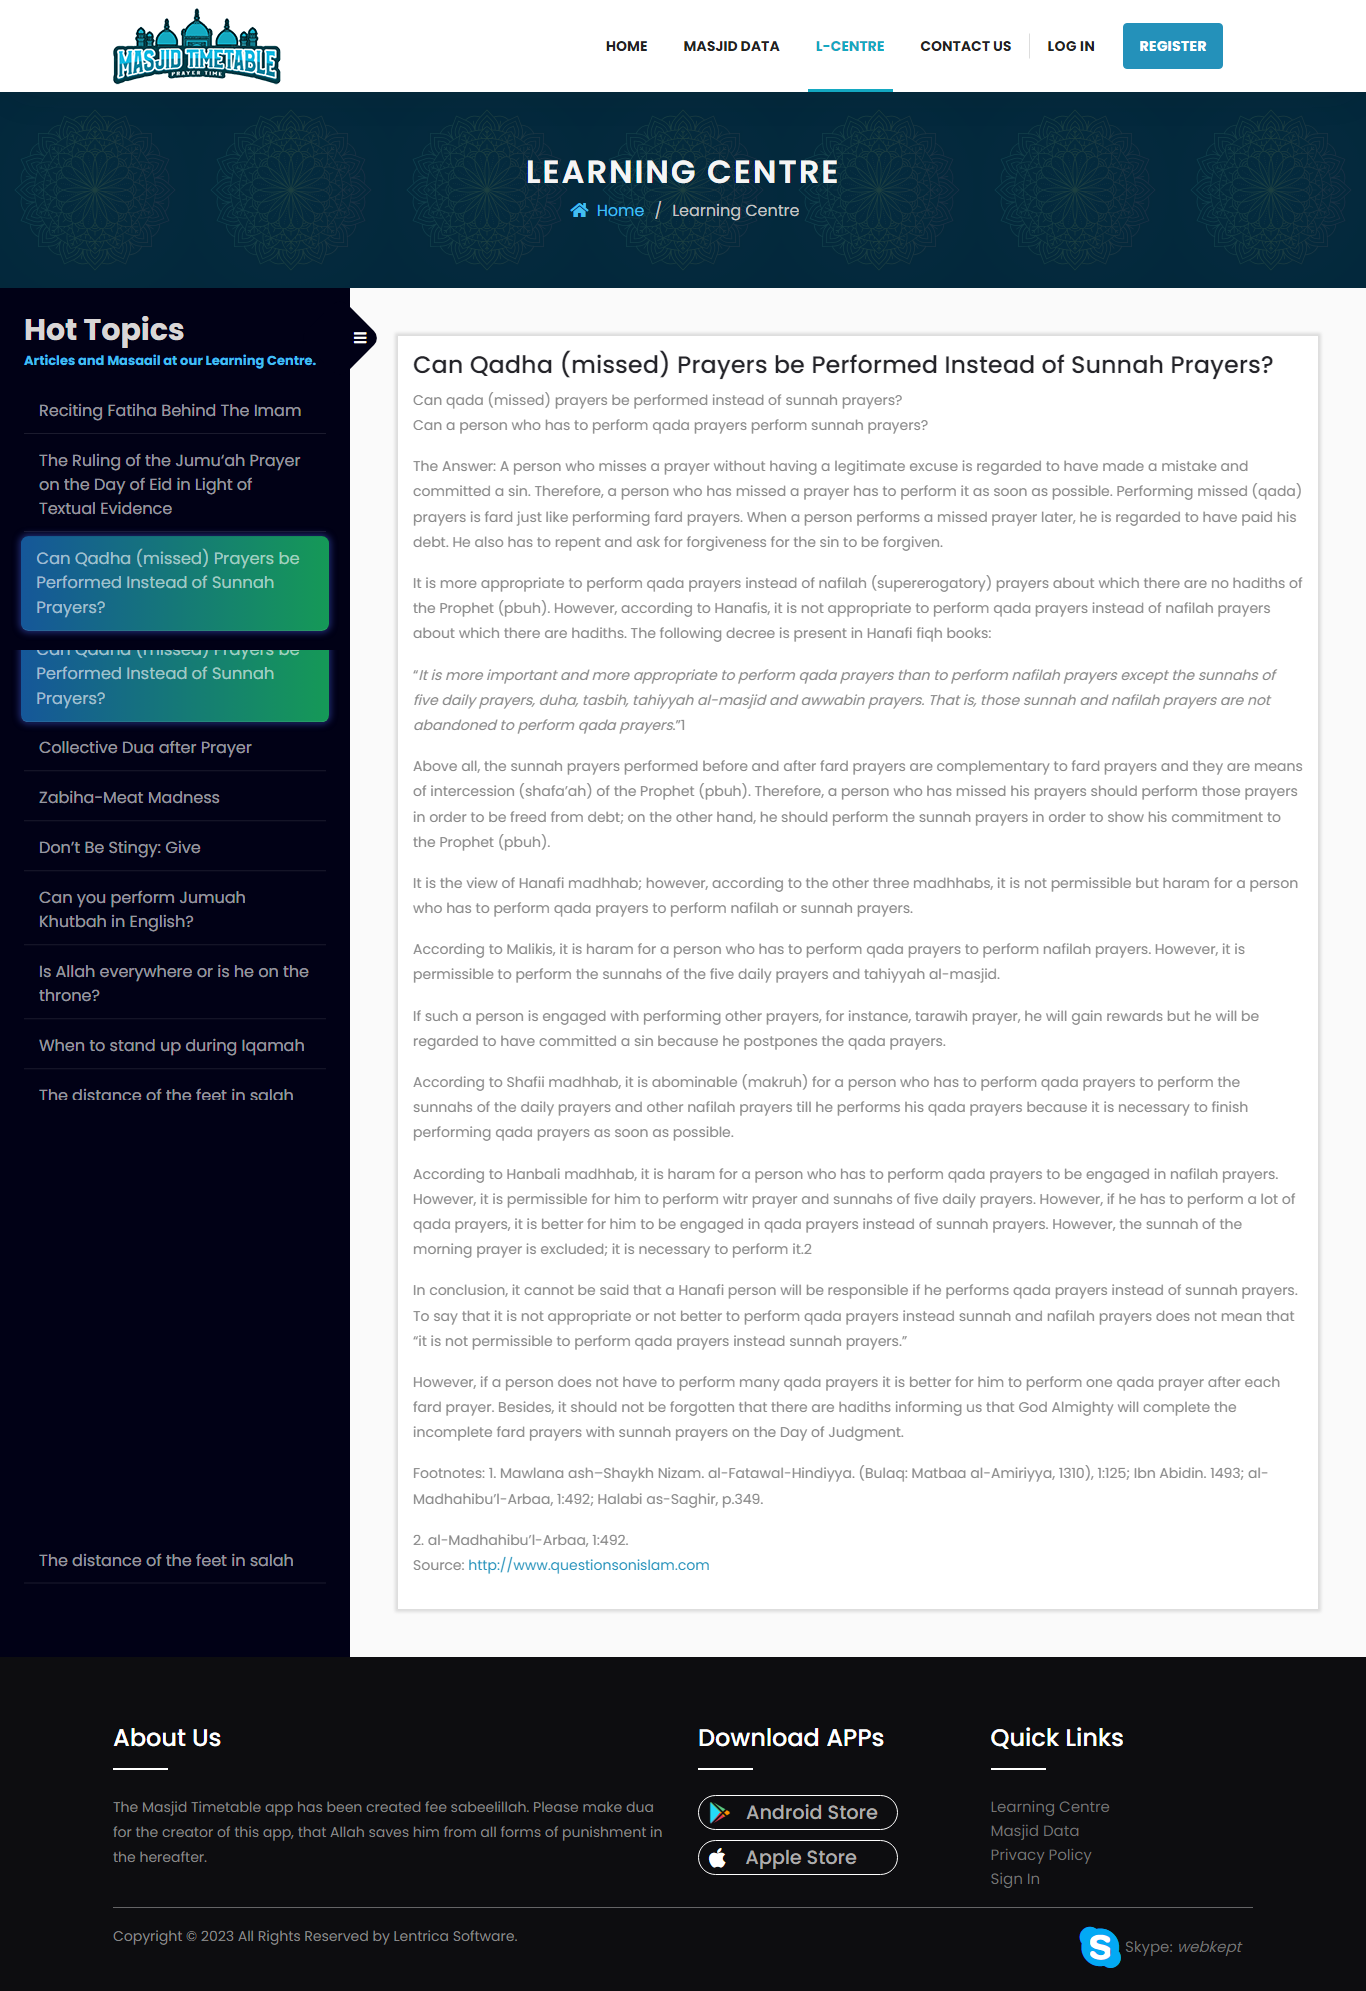 MASJID TIMETABLE
PRAYER TIME
HOME
MASJID DATA
L-CENTRE
CONTACT US
LOG IN
REGISTER
LEARNING CENTRE
Home / Learning Centre
Hot Topics
Articles and Masaail at our Learning Centre.
Reciting Fatiha Behind The Imam
The Ruling of the Jumu‘ah Prayer
on the Day of Eid in Light of
Textual Evidence
Can Qadha (missed) Prayers be
Performed Instead of Sunnah
Prayers?
Can Qadha (missed) Prayers be
Performed Instead of Sunnah
Prayers?
Collective Dua after Prayer
Zabiha-Meat Madness
Don’t Be Stingy: Give
Can you perform Jumuah
Khutbah in English?
Is Allah everywhere or is he on the
throne?
When to stand up during Iqamah
The distance of the feet in salah
The distance of the feet in salah
Can Qadha (missed) Prayers be Performed Instead of Sunnah Prayers?
Can qada (missed) prayers be performed instead of sunnah prayers?
Can a person who has to perform qada prayers perform sunnah prayers?
The Answer: A person who misses a prayer without having a legitimate excuse is regarded to have made a mistake and
committed a sin. Therefore, a person who has missed a prayer has to perform it as soon as possible. Performing missed (qada)
prayers is fard just like performing fard prayers. When a person performs a missed prayer later, he is regarded to have paid his
debt. He also has to repent and ask for forgiveness for the sin to be forgiven.
It is more appropriate to perform qada prayers instead of nafilah (supererogatory) prayers about which there are no hadiths of
the Prophet (pbuh). However, according to Hanafis, it is not appropriate to perform qada prayers instead of nafilah prayers
about which there are hadiths. The following decree is present in Hanafi fiqh books:
“It is more important and more appropriate to perform qada prayers than to perform nafilah prayers except the sunnahs of
five daily prayers, duha, tasbih, tahiyyah al-masjid and awwabin prayers. That is, those sunnah and nafilah prayers are not
abandoned to perform qada prayers.”1
Above all, the sunnah prayers performed before and after fard prayers are complementary to fard prayers and they are means
of intercession (shafa’ah) of the Prophet (pbuh). Therefore, a person who has missed his prayers should perform those prayers
in order to be freed from debt; on the other hand, he should perform the sunnah prayers in order to show his commitment to
the Prophet (pbuh).
It is the view of Hanafi madhhab; however, according to the other three madhhabs, it is not permissible but haram for a person
who has to perform qada prayers to perform nafilah or sunnah prayers.
According to Malikis, it is haram for a person who has to perform qada prayers to perform nafilah prayers. However, it is
permissible to perform the sunnahs of the five daily prayers and tahiyyah al-masjid.
If such a person is engaged with performing other prayers, for instance, tarawih prayer, he will gain rewards but he will be
regarded to have committed a sin because he postpones the qada prayers.
According to Shafii madhhab, it is abominable (makruh) for a person who has to perform qada prayers to perform the
sunnahs of the daily prayers and other nafilah prayers till he performs his qada prayers because it is necessary to finish
performing qada prayers as soon as possible.
According to Hanbali madhhab, it is haram for a person who has to perform qada prayers to be engaged in nafilah prayers.
However, it is permissible for him to perform witr prayer and sunnahs of five daily prayers. However, if he has to perform a lot of
qada prayers, it is better for him to be engaged in qada prayers instead of sunnah prayers. However, the sunnah of the
morning prayer is excluded; it is necessary to perform it.2
In conclusion, it cannot be said that a Hanafi person will be responsible if he performs qada prayers instead of sunnah prayers.
To say that it is not appropriate or not better to perform qada prayers instead sunnah and nafilah prayers does not mean that
“it is not permissible to perform qada prayers instead sunnah prayers.”
However, if a person does not have to perform many qada prayers it is better for him to perform one qada prayer after each
fard prayer. Besides, it should not be forgotten that there are hadiths informing us that God Almighty will complete the
incomplete fard prayers with sunnah prayers on the Day of Judgment.
Footnotes: 1. Mawlana ash–Shaykh Nizam. al-Fatawal-Hindiyya. (Bulaq: Matbaa al-Amiriyya, 1310), 1:125; Ibn Abidin. 1493; al-
Madhahibu’l-Arbaa, 1:492; Halabi as-Saghir, p.349.
2. al-Madhahibu’l-Arbaa, 1:492.
Source: http://www.questionsonislam.com
About Us
The Masjid Timetable app has been created fee sabeelillah. Please make dua
for the creator of this app, that Allah saves him from all forms of punishment in
the hereafter.
Download APPs
Android Store
Apple Store
Quick Links
Learning Centre
Masjid Data
Privacy Policy
Sign In
Copyright © 2023 All Rights Reserved by Lentrica Software.
Skype: webkept